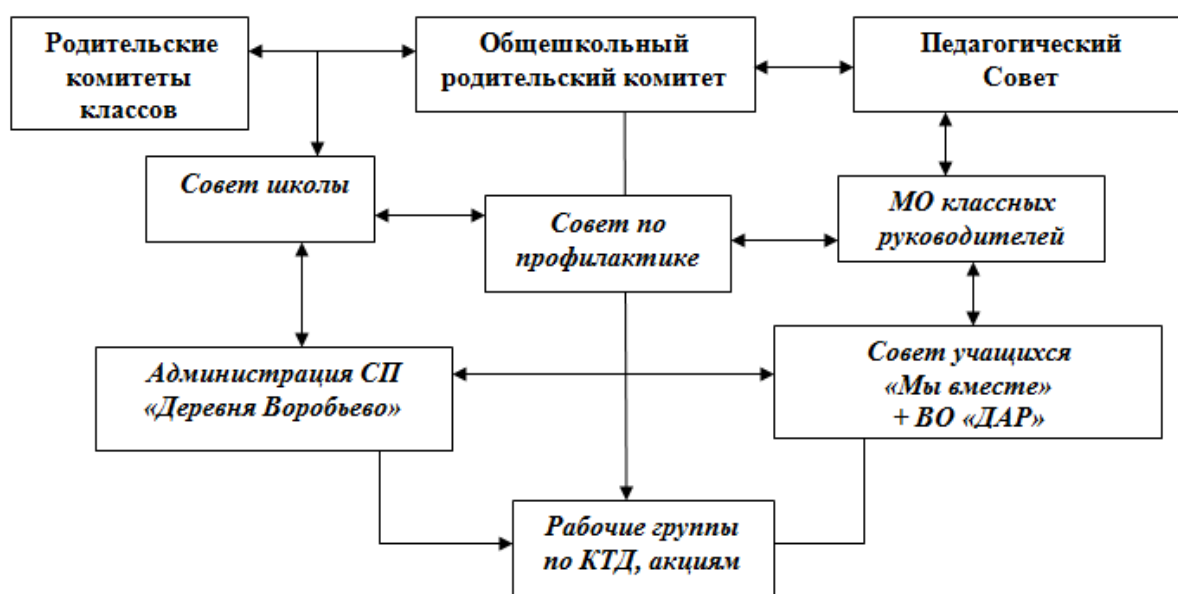 Родительские
комитеты
классов
Общешкольный
родительский комитет
Педагогический
Совет
Совет школы
Совет по
профилактике
МО классных
руководителей
Администрация СП
«Деревня Воробьево»
Совет учащихся
«Мы вместе»
+ ВО «ДАР»
Рабочие группы
по КТД, акциям